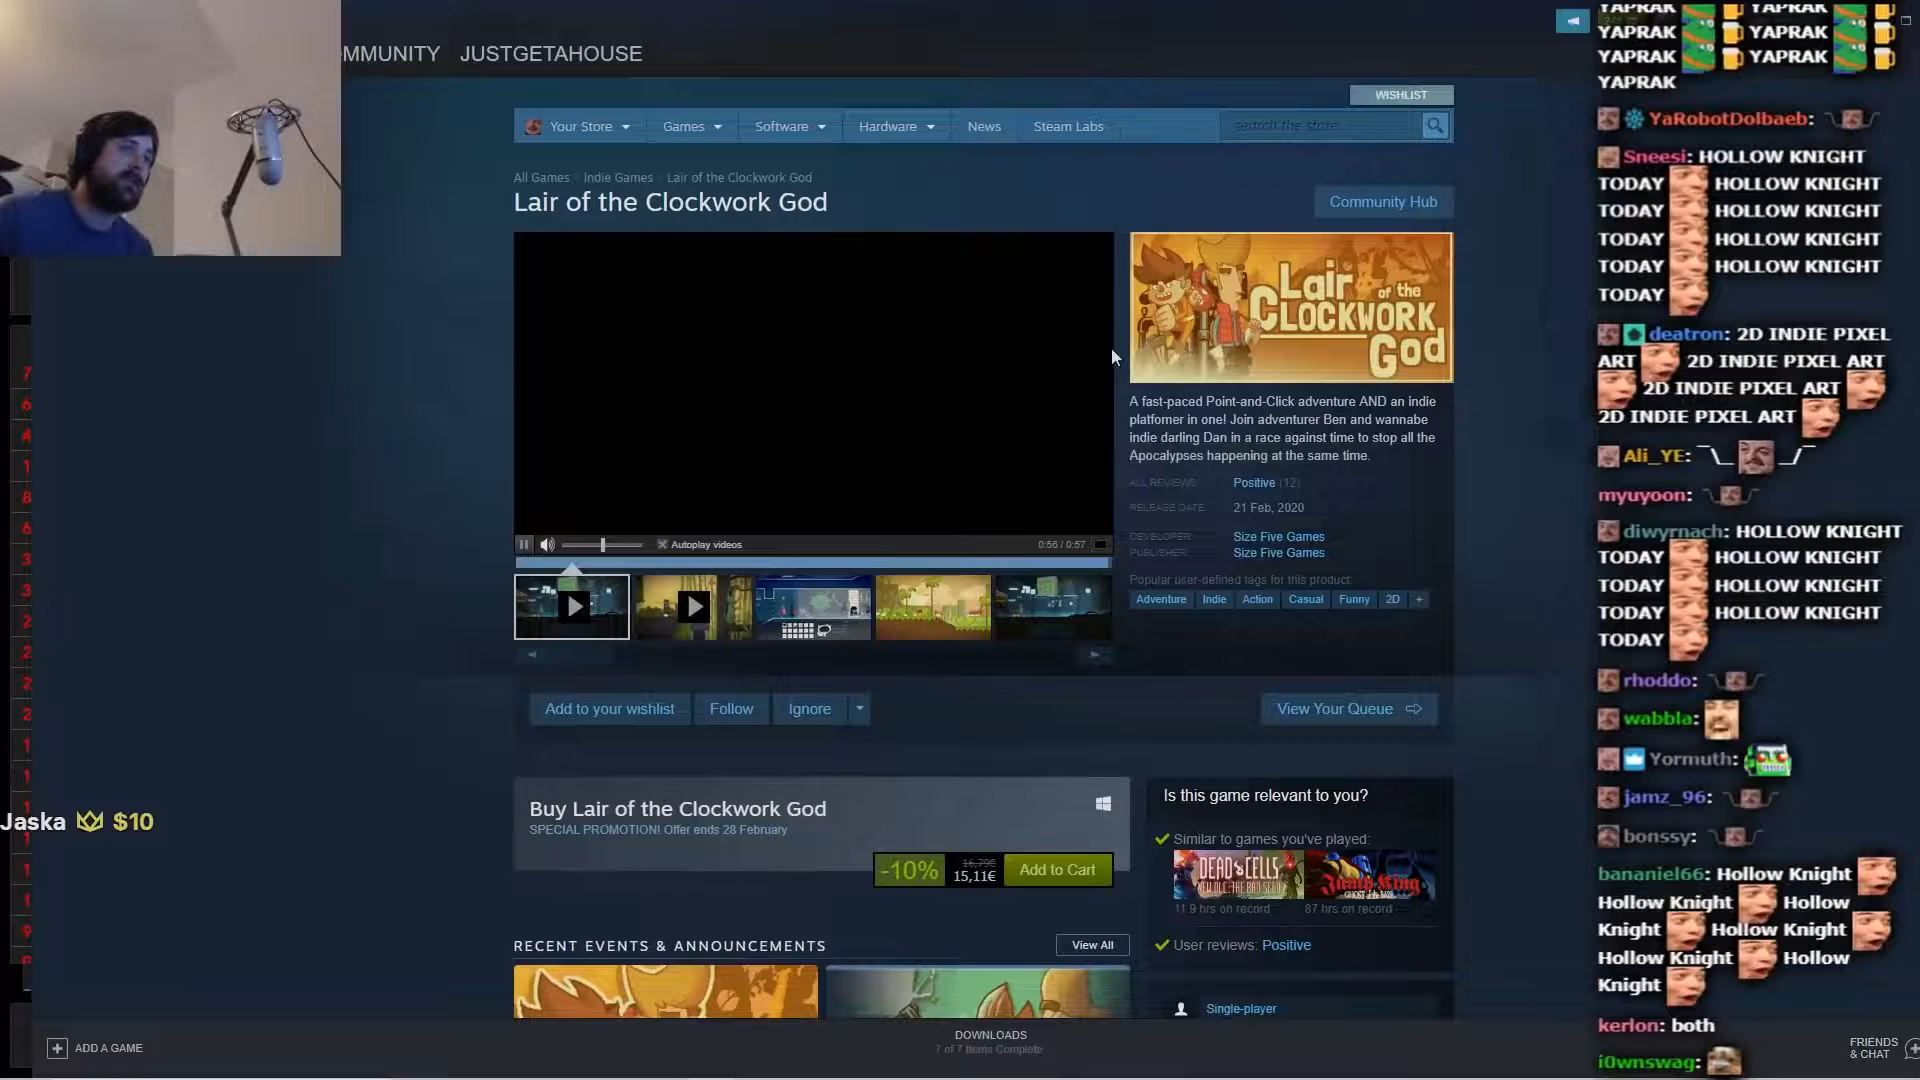 MMUNITY JUSTGETAHOUSE
WISHLIST
Your Store Games Software Hardware News Steam Labs search the store
All Games Indie Games Lair of the Clockwork God
Lair of the Clockwork God
Community Hub
Lair of the CLOCKWORK God
A fast-paced Point-and-Click adventure AND an indie
platfomer in one! Join adventurer Ben and wannabe
indie darling Dan in a race against time to stop all the
Apocalypses happening at the same time.
ALL REVIEWS: Positive (12)
RELEASE DATE: 21 Feb, 2020
DEVELOPER: Size Five Games
PUBLISHER: Size Five Games
Popular user-defined tags for this product:
Adventure Indie Action Casual Funny 2D +
Autoplay videos 0:56 / 0:57
Add to your wishlist Follow Ignore View Your Queue
Buy Lair of the Clockwork God
SPECIAL PROMOTION! Offer ends 28 February
-10% 16,79€ 15,11€ Add to Cart
Jaska $10
Is this game relevant to you?
Similar to games you've played:
DEAD CELLS Jump King
11.9 hrs on record 87 hrs on record
User reviews: Positive
RECENT EVENTS & ANNOUNCEMENTS View All
Single-player
ADD A GAME
DOWNLOADS
7 of 7 Items Complete
FRIENDS
& CHAT
YAPRAK YAPRAK
YAPRAK YAPRAK
YAPRAK YAPRAK
YAPRAK
YaRobotDolbaeb:
Sneesi: HOLLOW KNIGHT
TODAY HOLLOW KNIGHT
TODAY HOLLOW KNIGHT
TODAY HOLLOW KNIGHT
TODAY HOLLOW KNIGHT
TODAY
deatron: 2D INDIE PIXEL
ART 2D INDIE PIXEL ART
2D INDIE PIXEL ART
2D INDIE PIXEL ART
Ali_YE: ¯\_ _/¯
myuyoon:
diwyrnach: HOLLOW KNIGHT
TODAY HOLLOW KNIGHT
TODAY HOLLOW KNIGHT
TODAY HOLLOW KNIGHT
TODAY
rhoddo:
wabbla:
Yormuth:
jamz_96:
bonssy:
bananiel66: Hollow Knight
Hollow Knight Hollow
Knight Hollow Knight
Hollow Knight Hollow
Knight
kerlon: both
i0wnswag: